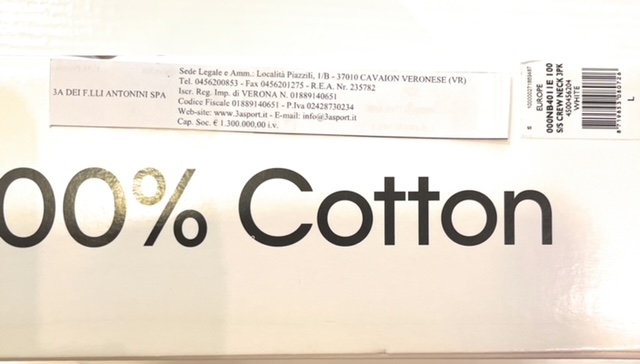 3A DEI F.LLI ANTONINI SPA
Sede Legale e Amm.: Località Piazzili, 1/B - 37010 CAVAION VERONESE (VR)
Tel. 0456200853 - Fax 0456201275 - R.E.A. Nr. 235782
Iscr. Reg. Imp. di VERONA N. 01889140651
Codice Fiscale 01889140651 - P.Iva 02428730234
Web-site: www.3asport.it - E-mail: info@3asport.it
Cap. Soc. € 1.300.000,00 i.v.
EUROPE
000NB4011E 100
S/S CREW NECK 3PK
4500456204
WHITE
L
00% Cotton